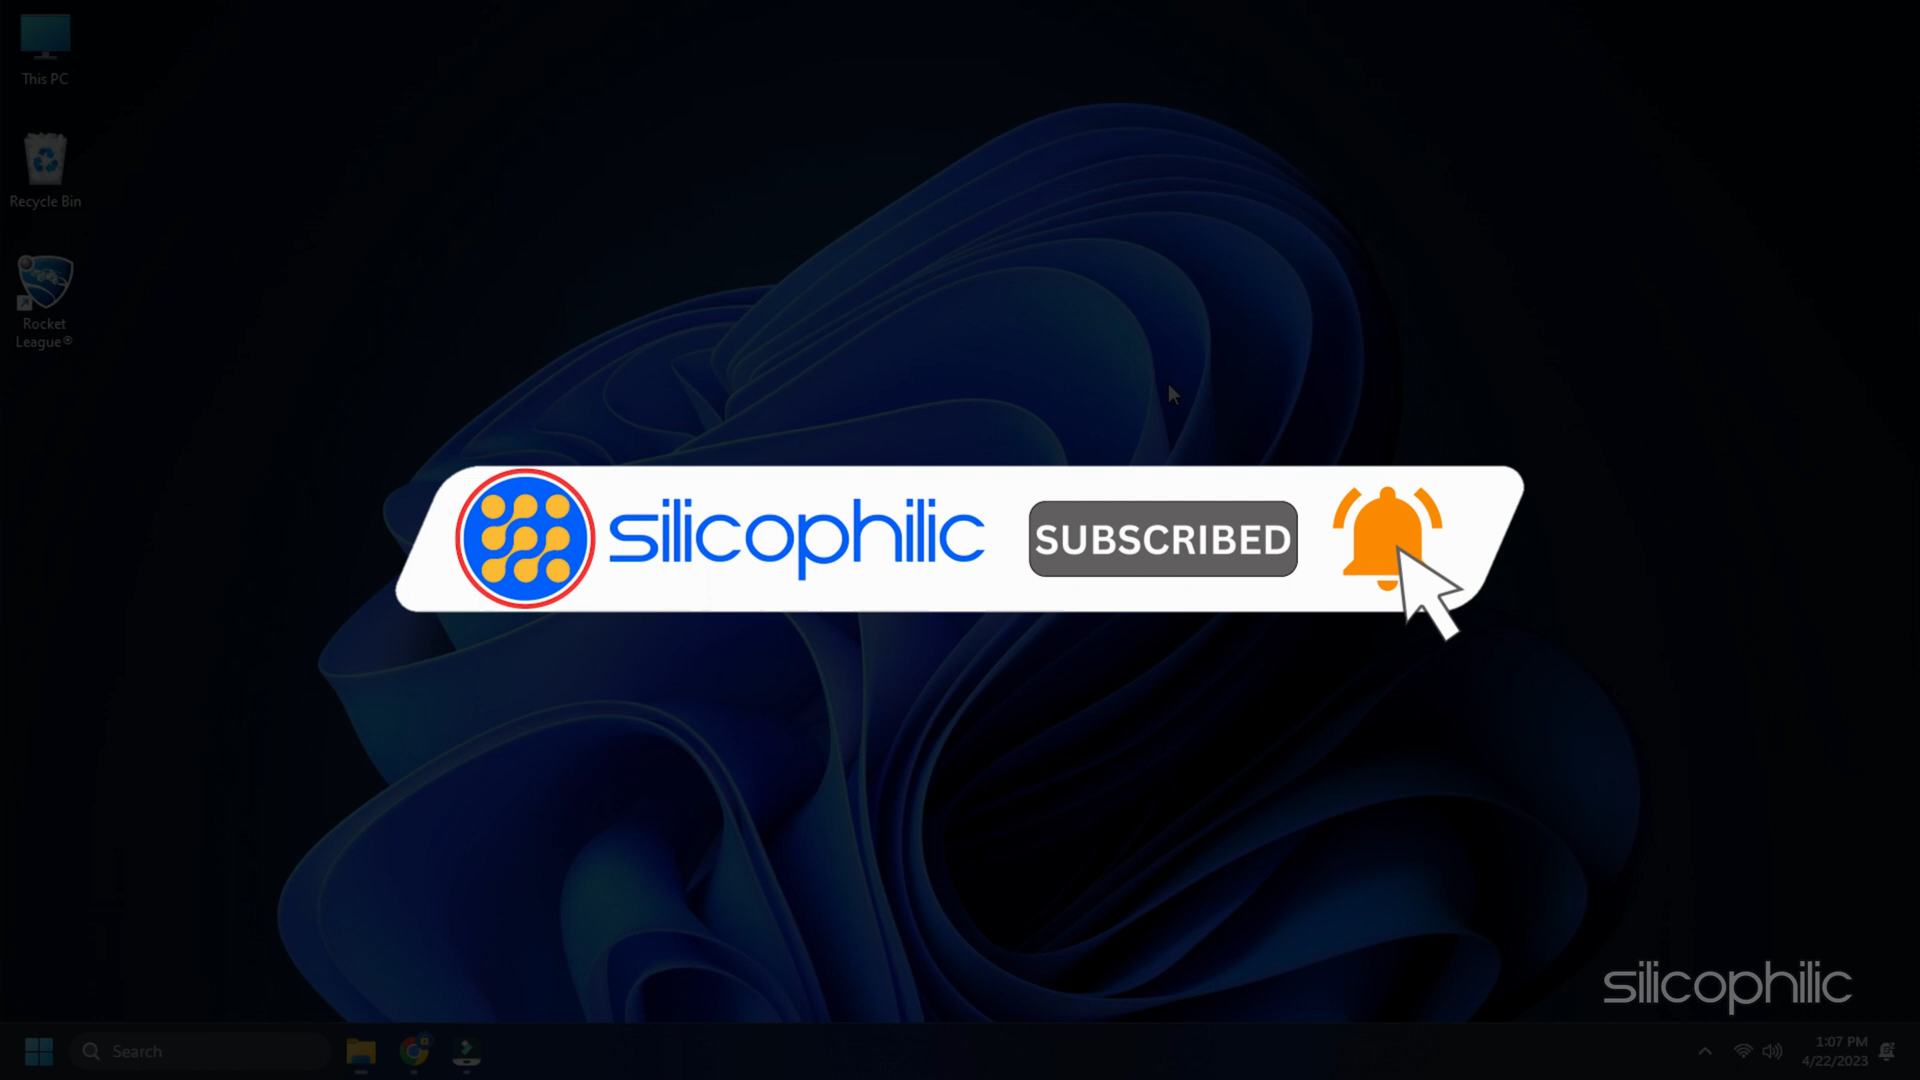 This PC
Recycle Bin
Rocket
League®
silicophilic
SUBSCRIBED
silicophilic
Search
1:07 PM
4/22/2023